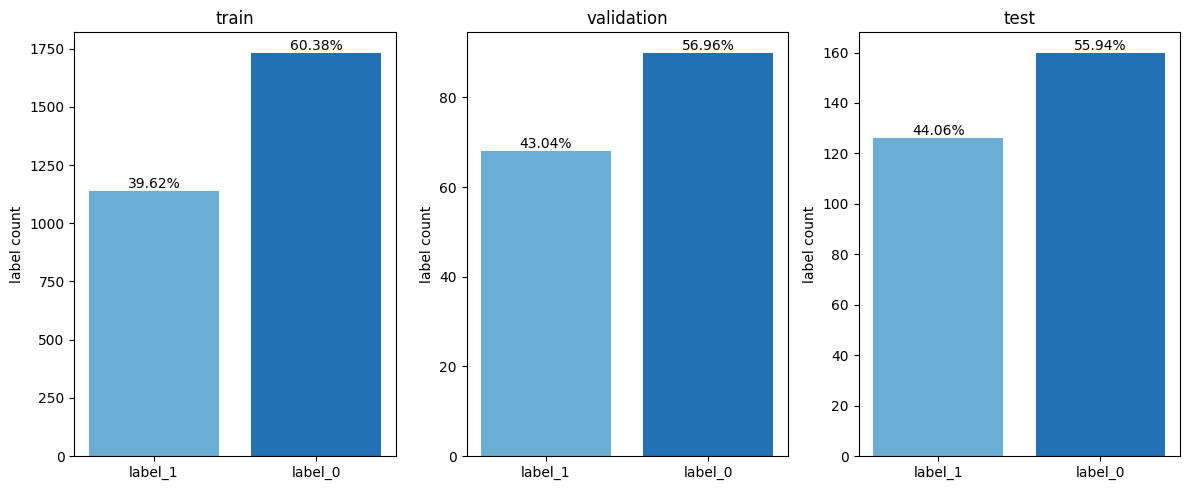 train
label count
1750
1500
1250
1000
750
500
250
0
39.62%
60.38%
label_1
label_0
validation
label count
80
60
40
20
0
43.04%
56.96%
label_1
label_0
test
label count
160
140
120
100
80
60
40
20
0
44.06%
55.94%
label_1
label_0